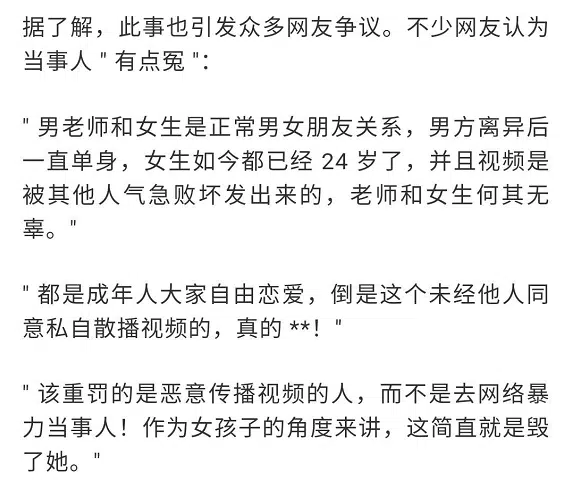 据了解，此事也引发众多网友争议。不少网友认为
当事人 " 有点冤 "：
" 男老师和女生是正常男女朋友关系，男方离异后
一直单身，女生如今都已经 24 岁了，并且视频是
被其他人气急败坏发出来的，老师和女生何其无
辜。"
" 都是成年人大家自由恋爱，倒是这个未经他人同
意私自散播视频的，真的 **！"
" 该重罚的是恶意传播视频的人，而不是去网络暴
力当事人！作为女孩子的角度来讲，这简直就是毁
了她。"